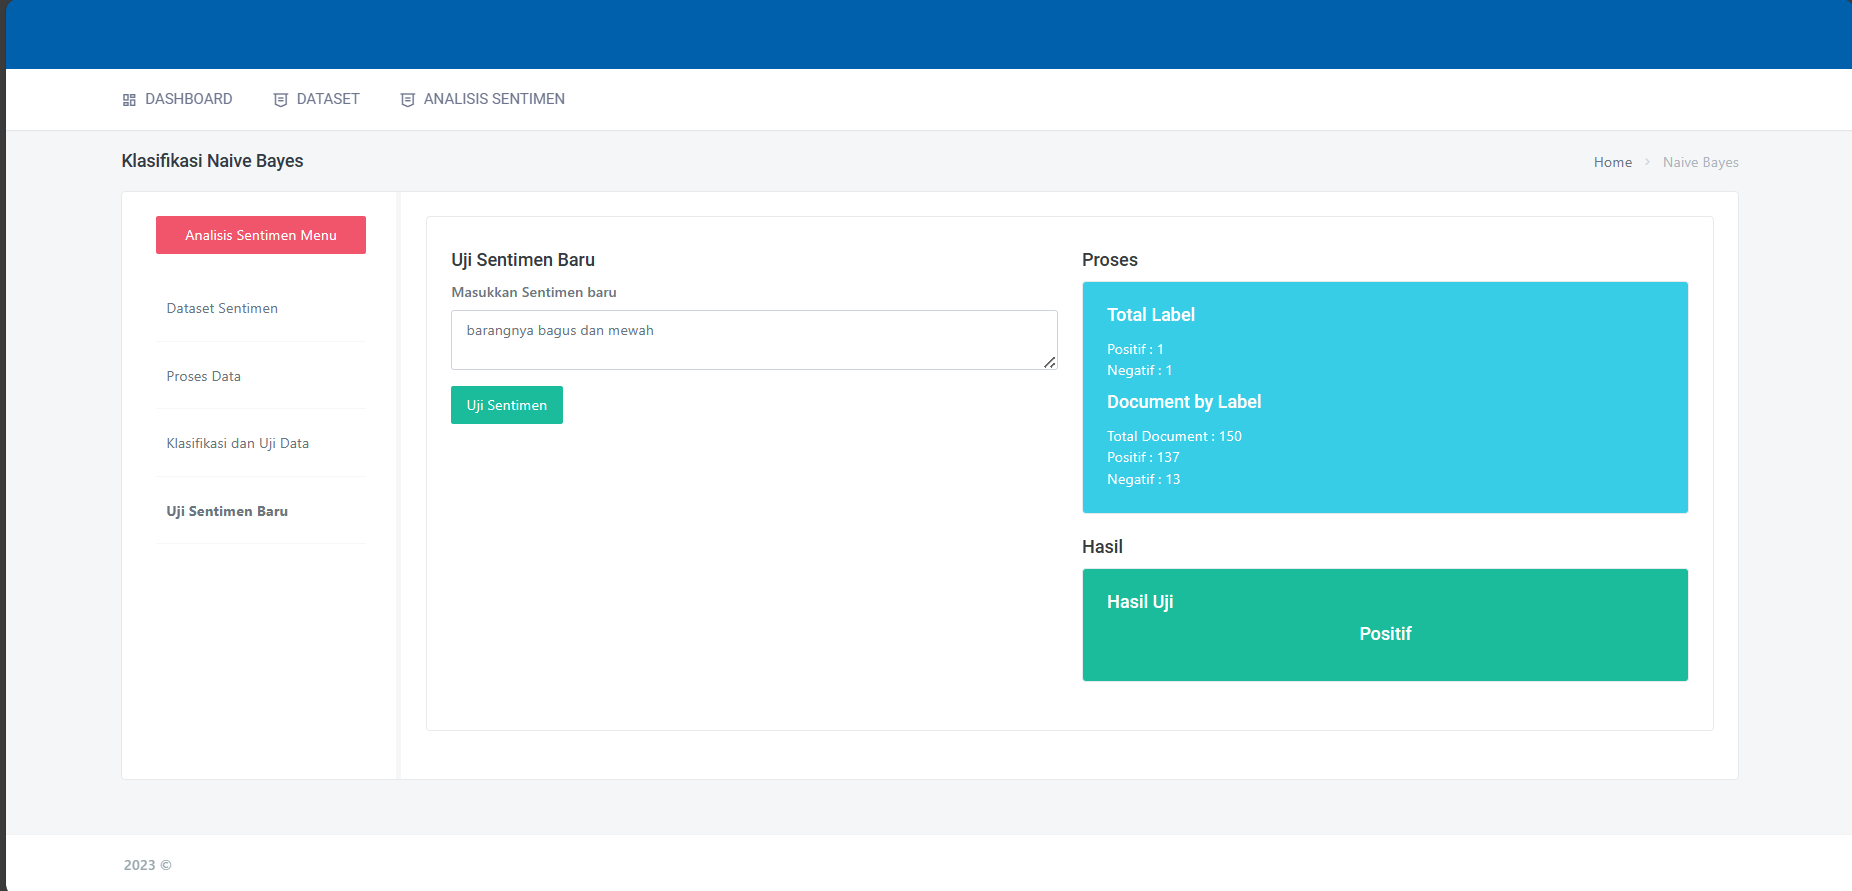 DASHBOARD
DATASET
ANALISIS SENTIMEN
Klasifikasi Naive Bayes
Home > Naive Bayes
Analisis Sentimen Menu
Dataset Sentimen
Proses Data
Klasifikasi dan Uji Data
Uji Sentimen Baru
Uji Sentimen Baru
Masukkan Sentimen baru
barangnya bagus dan mewah
Uji Sentimen
Proses
Total Label
Positif : 1
Negatif : 1
Document by Label
Total Document : 150
Positif : 137
Negatif : 13
Hasil
Hasil Uji
Positif
2023 ©